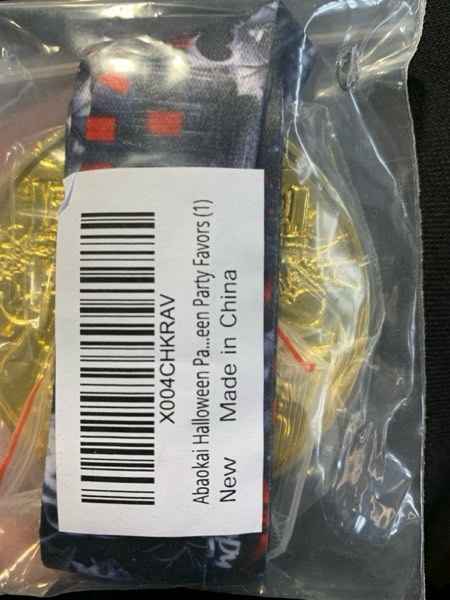 X004CHKRAV
Abaokai Halloween Pa...een Party Favors (1)
New Made in China